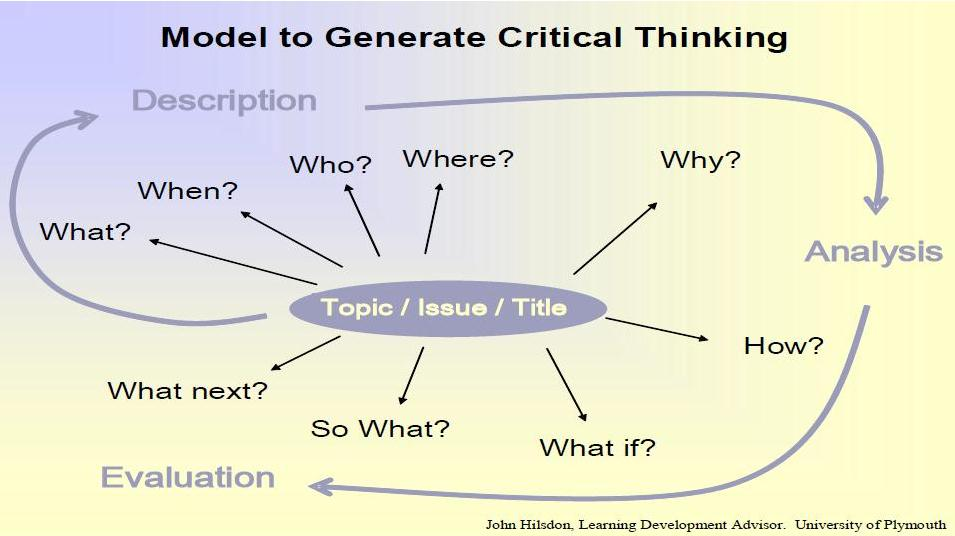 Model to Generate Critical Thinking
Description
Who?
Where?
Why?
When?
What?
Analysis
Topic / Issue / Title
How?
What next?
So What?
What if?
Evaluation
John Hilsdon, Learning Development Advisor. University of Plymouth